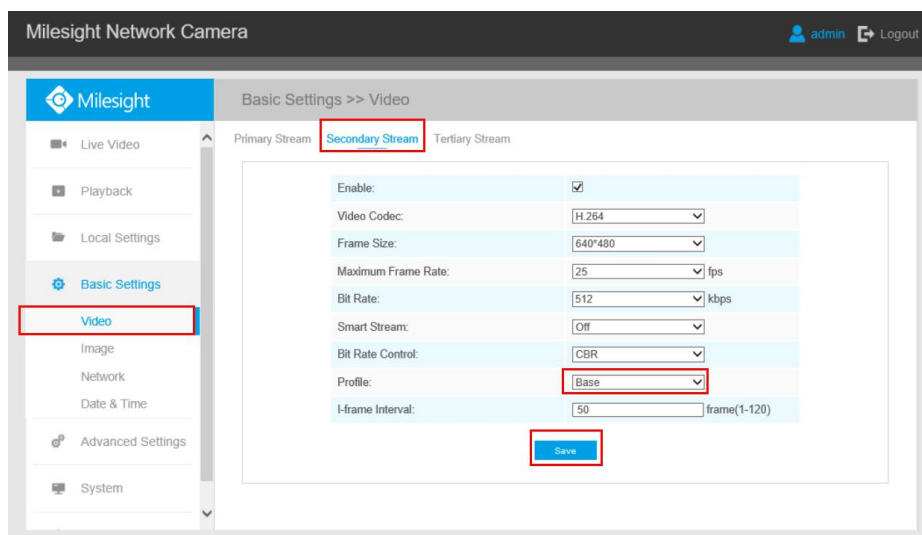 Milesight Network Camera
admin Logout
Milesight
Basic Settings >> Video
Live Video
Playback
Local Settings
Basic Settings
Video
Image
Network
Date & Time
Advanced Settings
System
Primary Stream Secondary Stream Tertiary Stream
Enable:
Video Codec: H.264
Frame Size: 640*480
Maximum Frame Rate: 25 fps
Bit Rate: 512 kbps
Smart Stream: Off
Bit Rate Control: CBR
Profile: Base
I-frame Interval: 50 frame(1-120)
Save